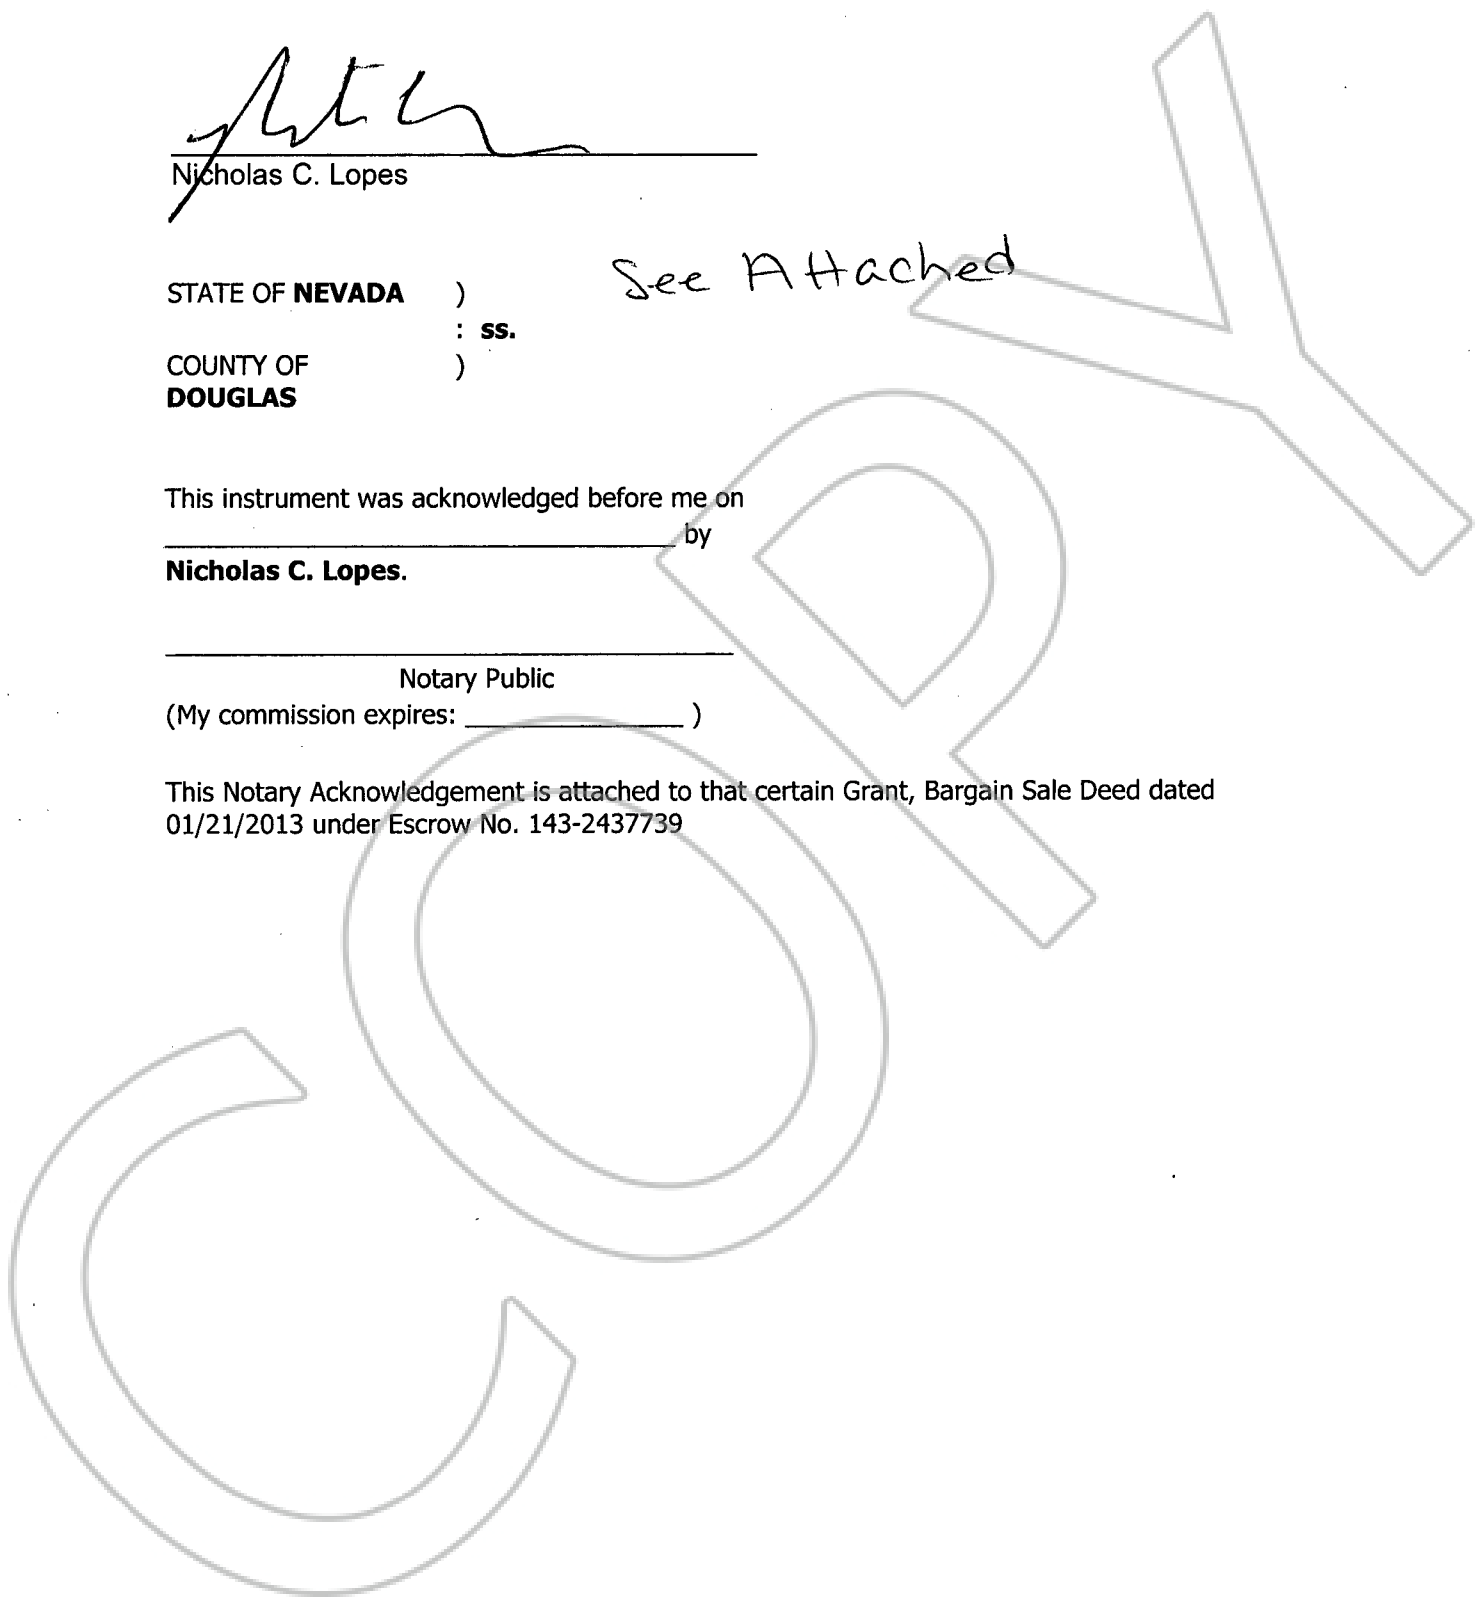 Nicholas C. Lopes
See Attached
STATE OF NEVADA )
: ss.
COUNTY OF )
DOUGLAS
This instrument was acknowledged before me on
by
Nicholas C. Lopes.
Notary Public
(My commission expires: )
This Notary Acknowledgement is attached to that certain Grant, Bargain Sale Deed dated
01/21/2013 under Escrow No. 143-2437739
COPY